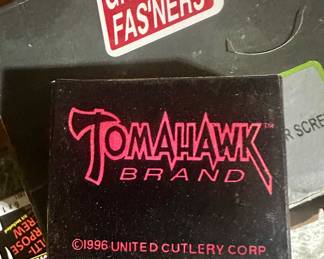 FAS'NERS
TOMAHAWK™
BRAND
©1996 UNITED CUTLERY CORP